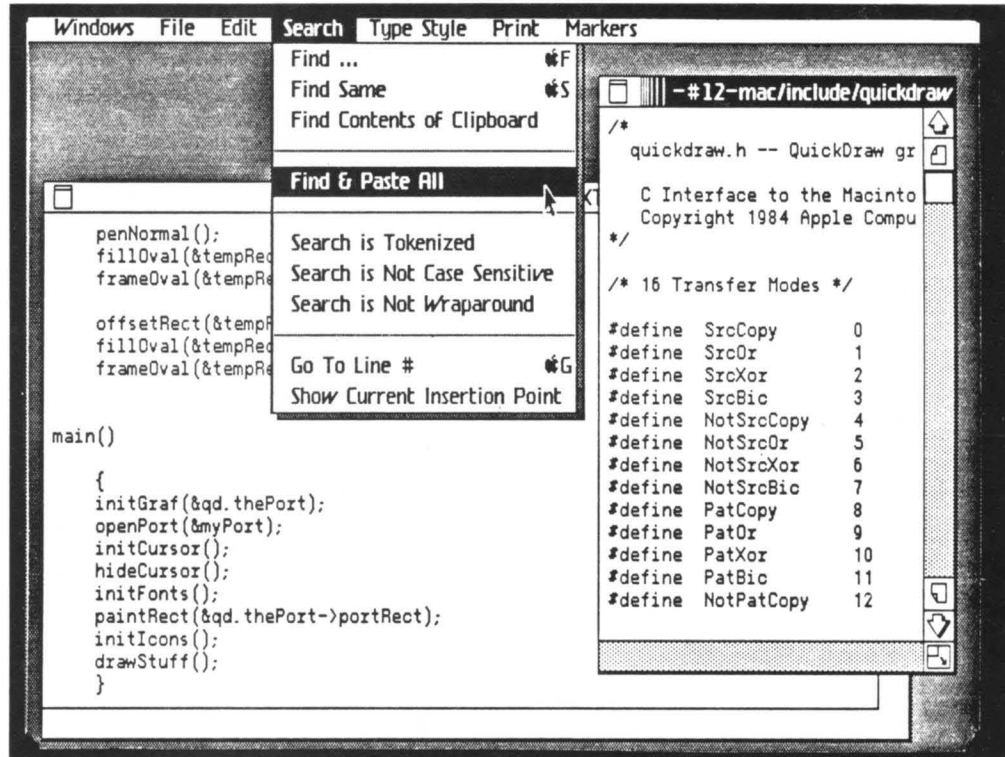 Windows File Edit Search Type Style Print Markers
Find ... F
Find Same S
Find Contents of Clipboard
Find & Paste All
Search is Tokenized
Search is Not Case Sensitive
Search is Not Wraparound
Go To Line # G
Show Current Insertion Point
penNormal();
fillOval(&tempRec
frameOval(&tempRe
offsetRect(&tempR
fillOval(&tempRec
frameOval(&tempRe
main()
{
initGraf(&qd.thePort);
openPort(&myPort);
initCursor();
hideCursor();
initFonts();
paintRect(&qd.thePort->portRect);
initIcons();
drawStuff();
}
-#12-mac/include/quickdraw
/*
quickdraw.h -- QuickDraw gr
C Interface to the Macinto
Copyright 1984 Apple Compu
*/
/* 16 Transfer Modes */
#define SrcCopy 0
#define SrcOr 1
#define SrcXor 2
#define SrcBic 3
#define NotSrcCopy 4
#define NotSrcOr 5
#define NotSrcXor 6
#define NotSrcBic 7
#define PatCopy 8
#define PatOr 9
#define PatXor 10
#define PatBic 11
#define NotPatCopy 12